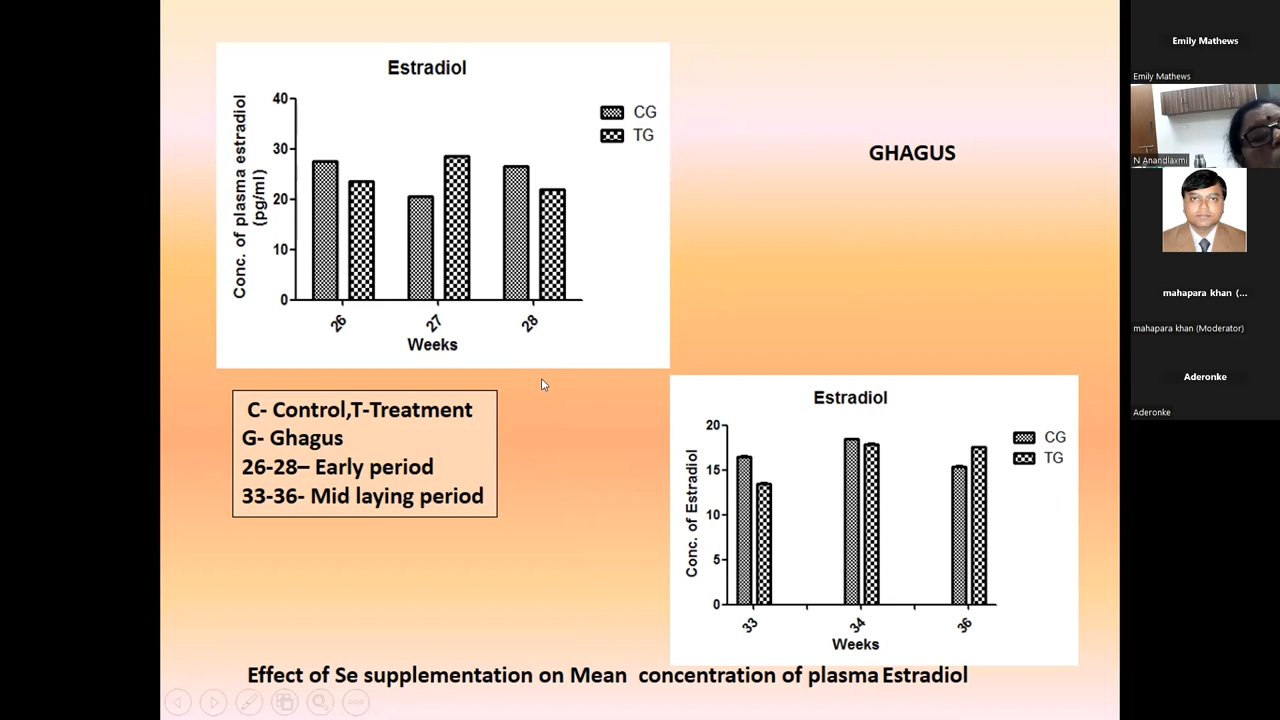 Estradiol
Conc. of plasma estradiol
(pg/ml)
40
30
20
10
0
CG
TG
26
27
28
Weeks
GHAGUS
C- Control,T-Treatment
G- Ghagus
26-28– Early period
33-36- Mid laying period
Estradiol
Conc. of Estradiol
20
15
10
5
0
CG
TG
33
34
36
Weeks
Effect of Se supplementation on Mean concentration of plasma Estradiol
Emily Mathews
Emily Mathews
N Anandlaxmi
mahapara khan (...
mahapara khan (Moderator)
Aderonke
Aderonke